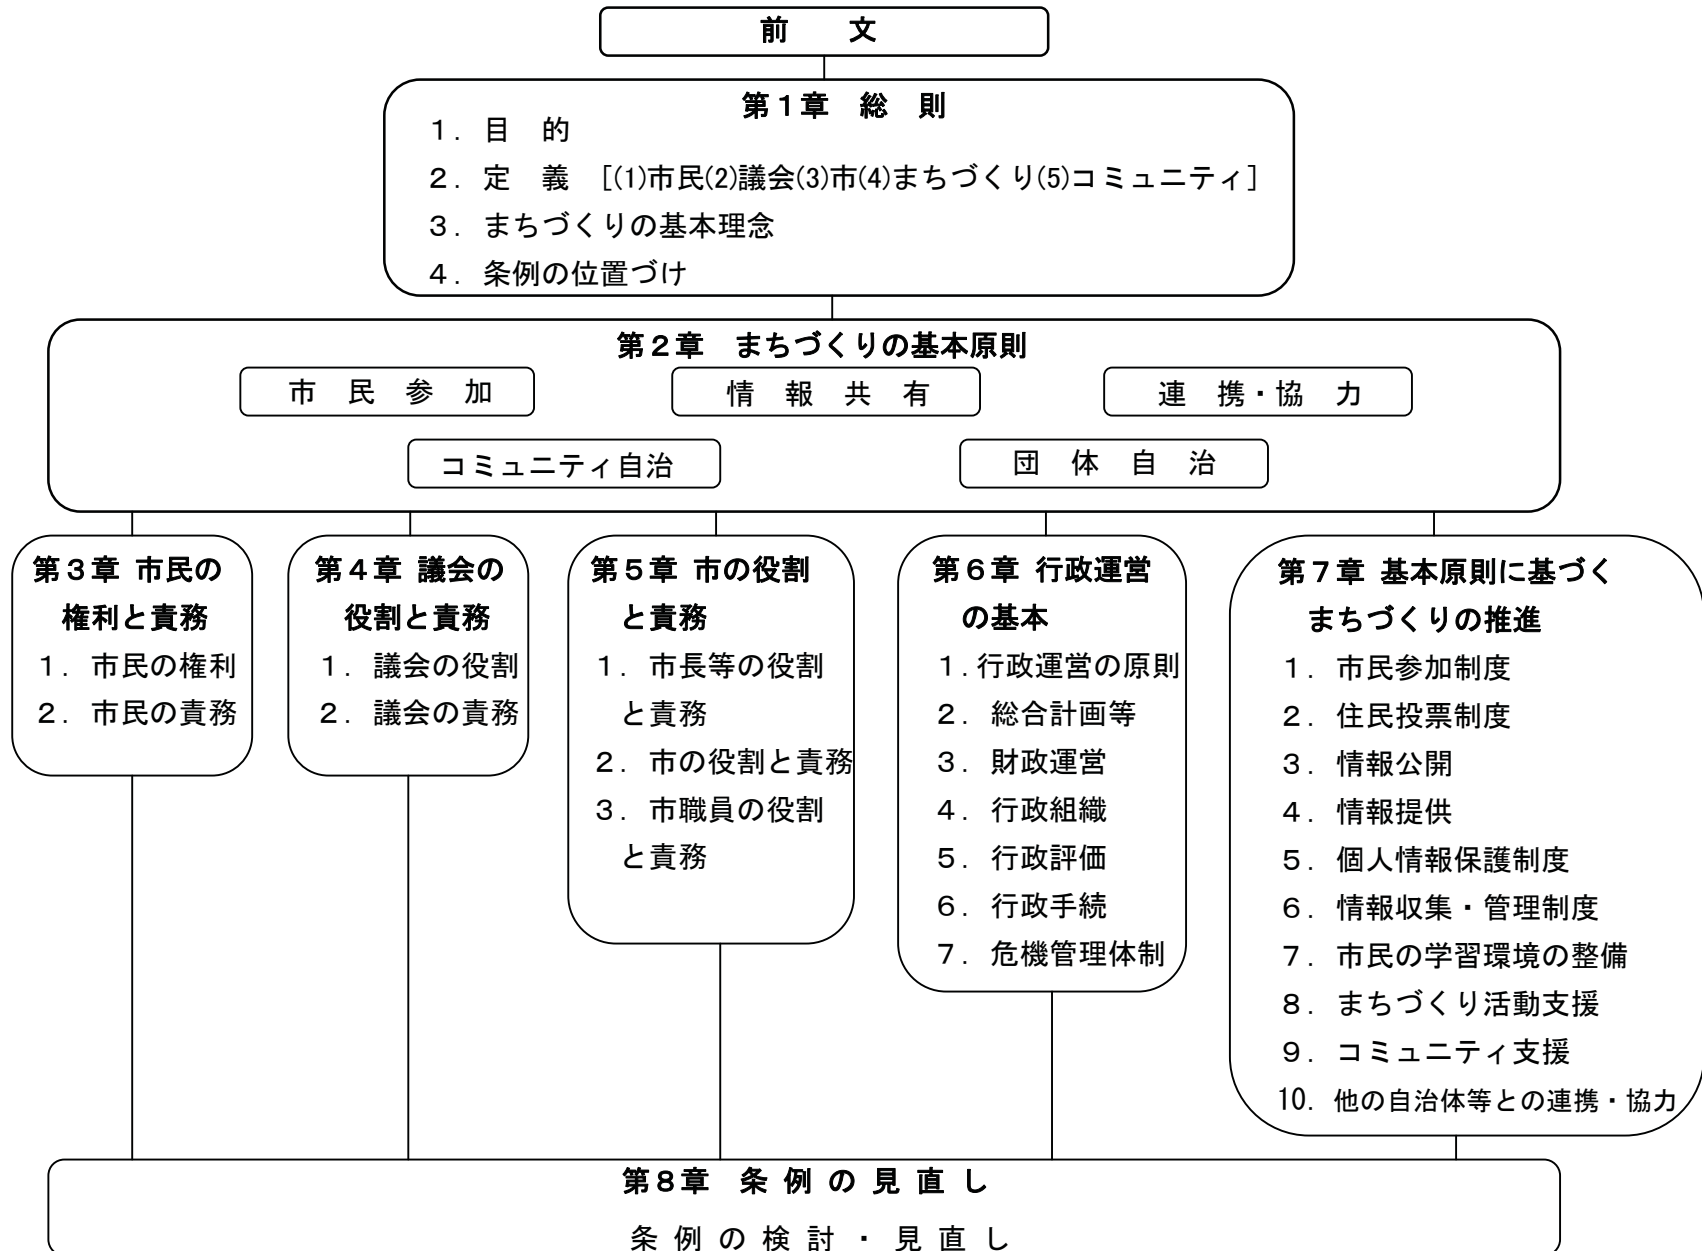 前　文
第１章　総　則
１．目　的
２．定　義　[(1)市民(2)議会(3)市(4)まちづくり(5)コミュニティ]
３．まちづくりの基本理念
４．条例の位置づけ
第２章　まちづくりの基本原則
市　民　参　加
情　報　共　有
連　携・協　力
コミュニティ自治
団　体　自　治
第３章 市民の
権利と責務
１．市民の権利
２．市民の責務
第４章 議会の
役割と責務
１．議会の役割
２．議会の責務
第５章 市の役割
と責務
１．市長等の役割
と責務
２．市の役割と責務
３．市職員の役割
と責務
第６章 行政運営
の基本
１.行政運営の原則
２．総合計画等
３．財政運営
４．行政組織
５．行政評価
６．行政手続
７．危機管理体制
第７章 基本原則に基づく
まちづくりの推進
１．市民参加制度
２．住民投票制度
３．情報公開
４．情報提供
５．個人情報保護制度
６．情報収集・管理制度
７．市民の学習環境の整備
８．まちづくり活動支援
９．コミュニティ支援
10．他の自治体等との連携・協力
第８章　条 例 の 見 直 し
条 例 の 検 討 ・ 見 直 し